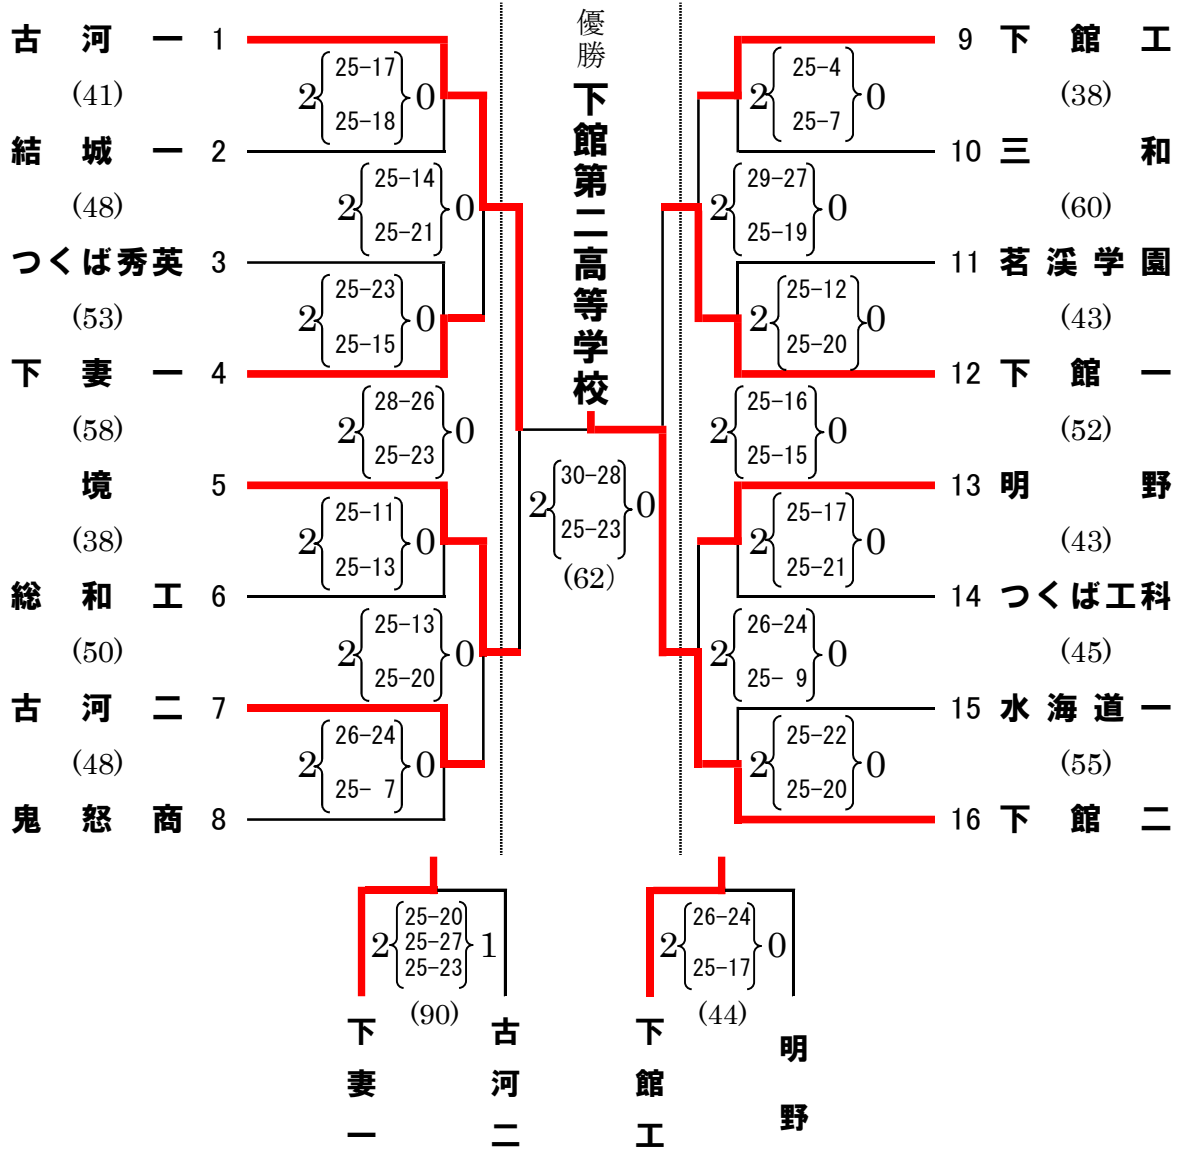 優勝
下館第二高等学校
古河一 1
(41)
結城一 2
(48)
つくば秀英 3
(53)
下妻一 4
(58)
境 5
(38)
総和工 6
(50)
古河二 7
(48)
鬼怒商 8
2 25-17 0
25-18
2 25-14 0
25-21
2 25-23 0
25-15
2 28-26 0
25-23
2 25-11 0
25-13
2 25-13 0
25-20
2 26-24 0
25- 7
2 30-28 0
25-23
(62)
9 下館工
(38)
10 三和
(60)
11 茗渓学園
(43)
12 下館一
(52)
13 明野
(43)
14 つくば工科
(45)
15 水海道一
(55)
16 下館二
2 25-4 0
25-7
2 29-27 0
25-19
2 25-12 0
25-20
2 25-16 0
25-15
2 25-17 0
25-21
2 26-24 0
25- 9
2 25-22 0
25-20
25-20
2 25-27 1
25-23
(90)
下妻一
古河二
2 26-24 0
25-17
(44)
下館工
明野